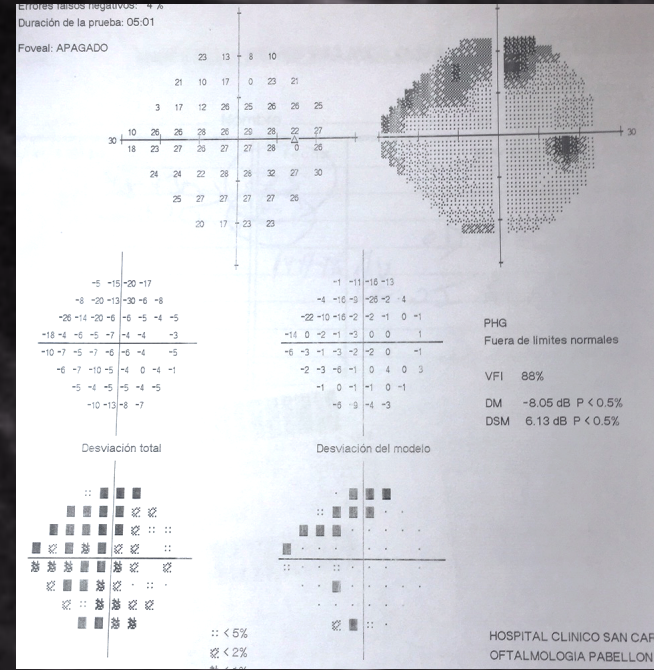 Errores falsos negativos: 4 %
Duración de la prueba: 05:01
Foveal: APAGADO
23 13 8 10
21 10 17 0 23 21
3 17 12 26 25 26 26 25
30 10 26 26 28 26 29 28 22 27 30
18 23 27 26 27 27 28 0 26
24 24 22 28 28 26 32 27 30
25 27 27 27 27 26
20 17 23 23
-5 -15 -20 -17
-8 -20 -13 -30 -6 -8
-26 -14 -20 -6 -6 -5 -4 -5
-18 -4 -6 -5 -7 -4 -4 -3
-10 -7 -5 -7 -6 -6 -4 -5
-6 -7 -10 -5 -4 0 -4 -1
-5 -4 -5 -5 -4 -5
-10 -13 -8 -7
Desviación total
-1 -11 -16 -13
-4 -16 -9 -26 -2 -4
-22 -10 -16 -2 -2 -1 0 -1
-14 0 -2 -1 -3 0 0 1
-6 -3 -1 -3 -2 -2 0 -1
-2 -3 -6 -1 0 4 0 3
-1 0 -1 -1 0 -1
-6 -9 -4 -3
Desviación del modelo
PHG
Fuera de límites normales
VFI 88%
DM -8.05 dB P < 0.5%
DSM 6.13 dB P < 0.5%
< 5%
< 2%
HOSPITAL CLINICO SAN CAR
OFTALMOLOGIA PABELLON